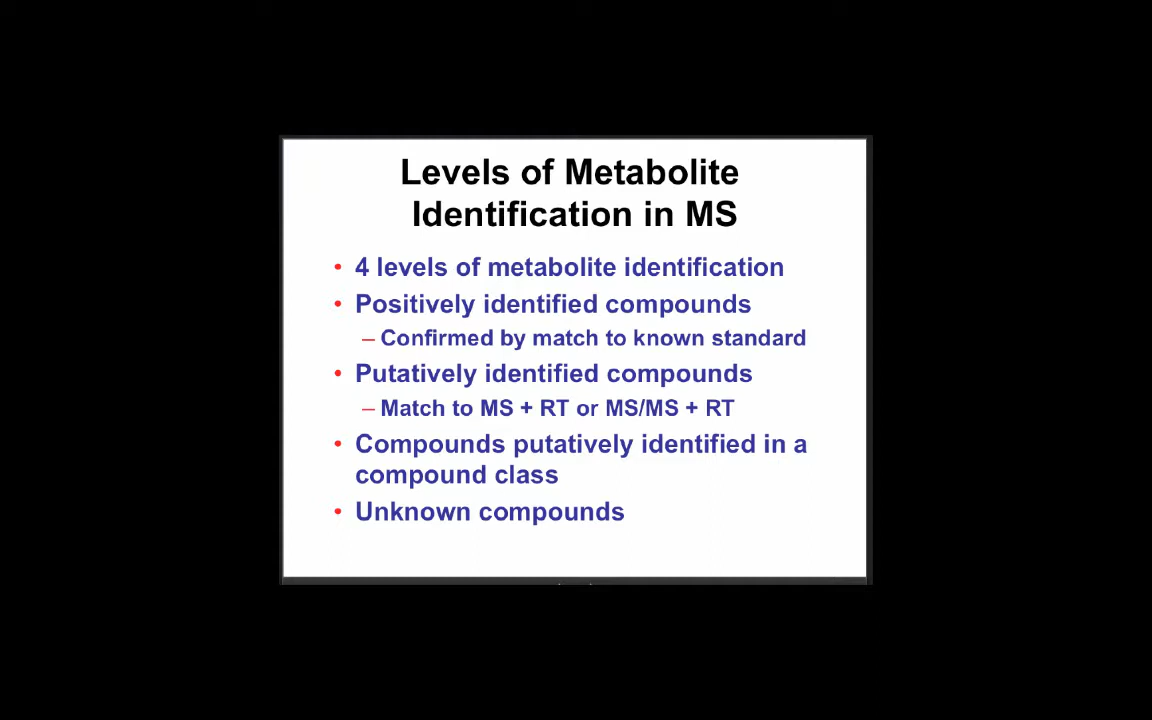 Levels of Metabolite
Identification in MS
• 4 levels of metabolite identification
• Positively identified compounds
– Confirmed by match to known standard
• Putatively identified compounds
– Match to MS + RT or MS/MS + RT
• Compounds putatively identified in a
compound class
• Unknown compounds